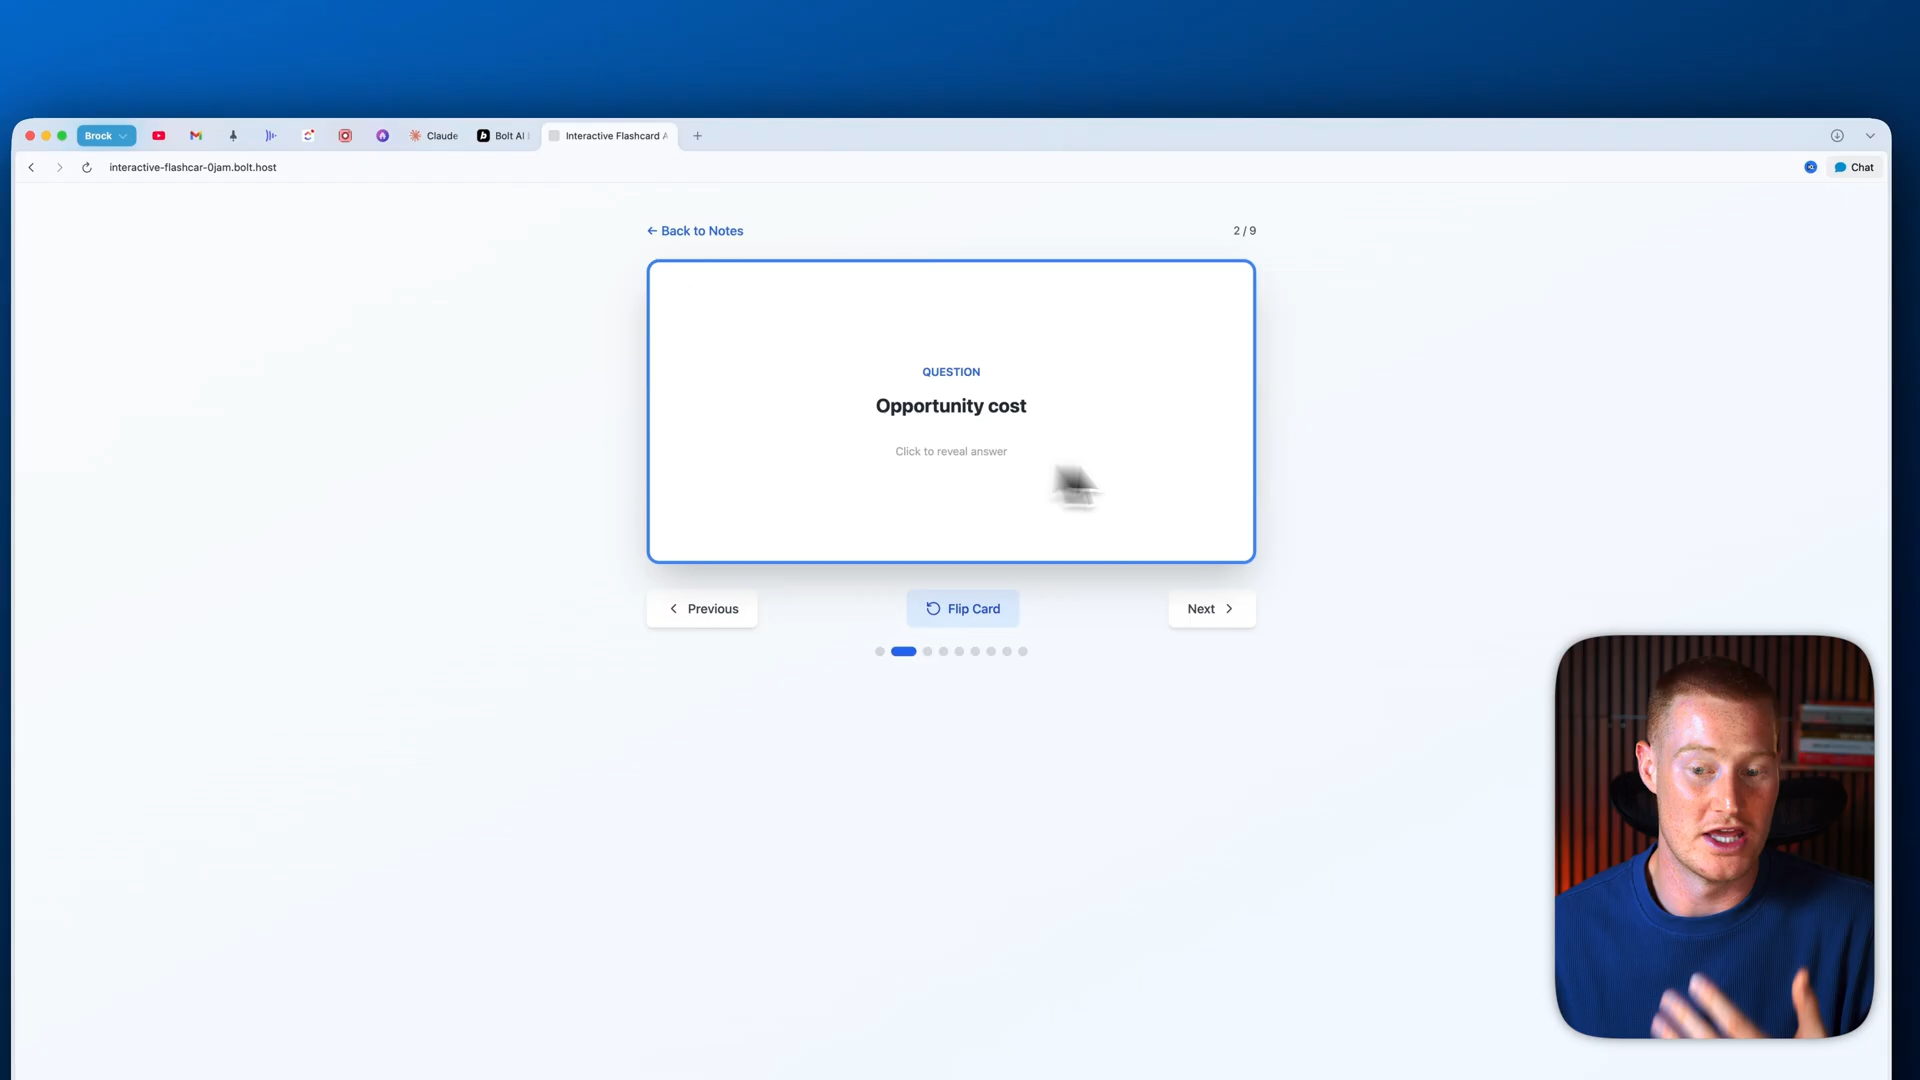 Brock
Claude
Bolt AI
Interactive Flashcard A
interactive-flashcar-0jam.bolt.host
Chat
← Back to Notes
2 / 9
QUESTION
Opportunity cost
Click to reveal answer
Previous
Flip Card
Next